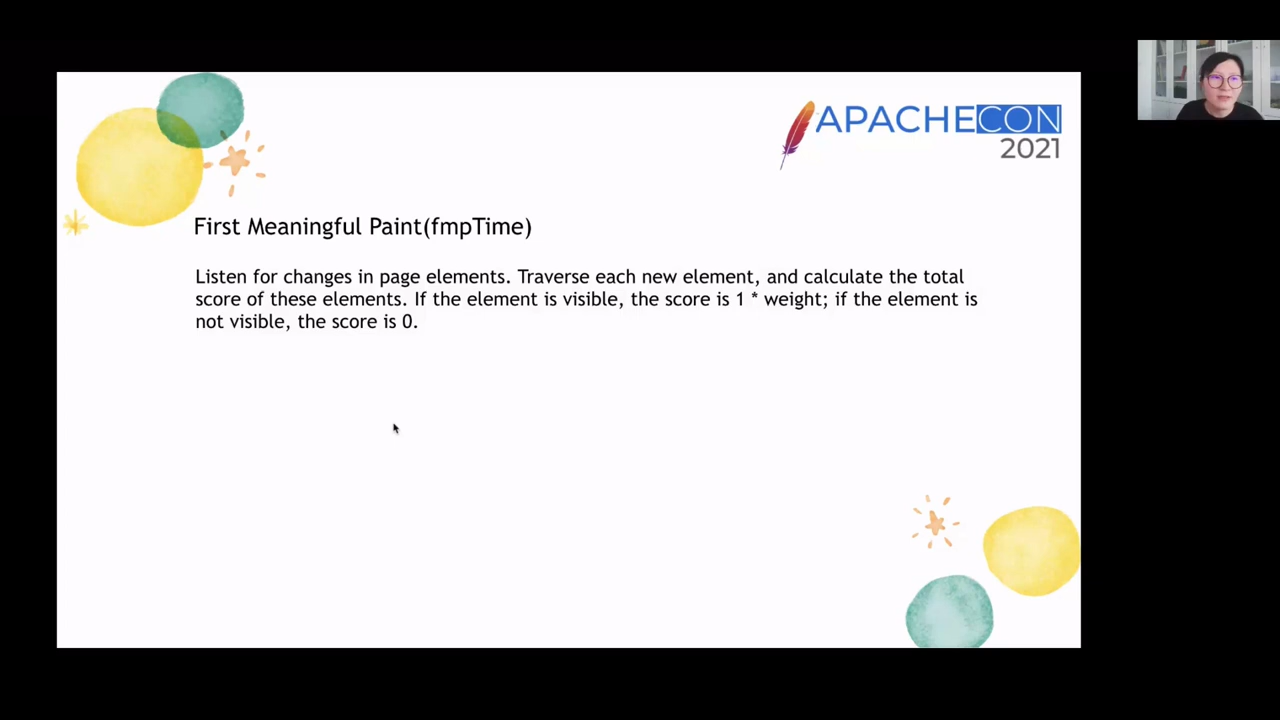 APACHECON
2021
First Meaningful Paint(fmpTime)
Listen for changes in page elements. Traverse each new element, and calculate the total
score of these elements. If the element is visible, the score is 1 * weight; if the element is
not visible, the score is 0.